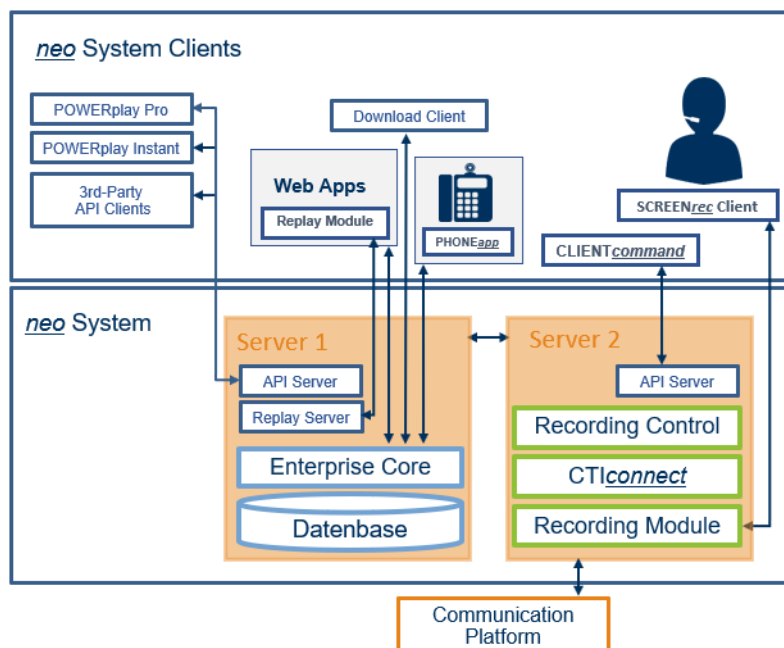 neo System Clients
POWERplay Pro
POWERplay Instant
3rd-Party
API Clients
Download Client
Web Apps
Replay Module
PHONEapp
SCREENrec Client
CLIENTcommand
neo System
Server 1
API Server
Replay Server
Enterprise Core
Datenbase
Server 2
API Server
Recording Control
CTIconnect
Recording Module
Communication
Platform